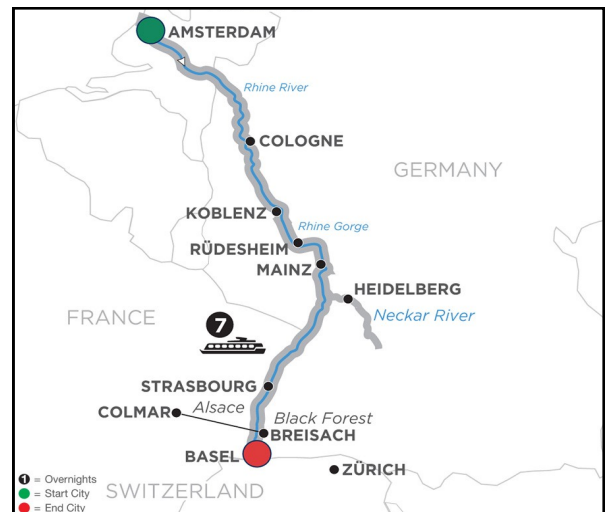 AMSTERDAM
Rhine River
COLOGNE
GERMANY
KOBLENZ
Rhine Gorge
RÜDESHEIM
MAINZ
HEIDELBERG
Neckar River
FRANCE
7
STRASBOURG
COLMAR
Alsace
Black Forest
BREISACH
BASEL
ZÜRICH
1 = Overnights
= Start City
SWITZERLAND
= End City